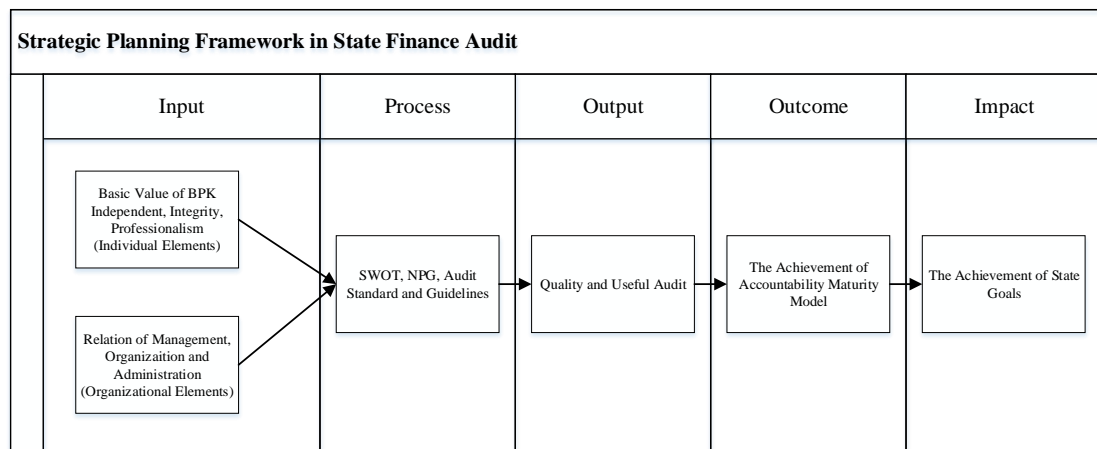 Strategic Planning Framework in State Finance Audit
Input
Process
Output
Outcome
Impact
Basic Value of BPK
Independent, Integrity,
Professionalism
(Individual Elements)
Relation of Management,
Organizaition and
Administration
(Organizational Elements)
SWOT, NPG, Audit
Standard and Guidelines
Quality and Useful Audit
The Achievement of
Accountability Maturity
Model
The Achievement of State
Goals